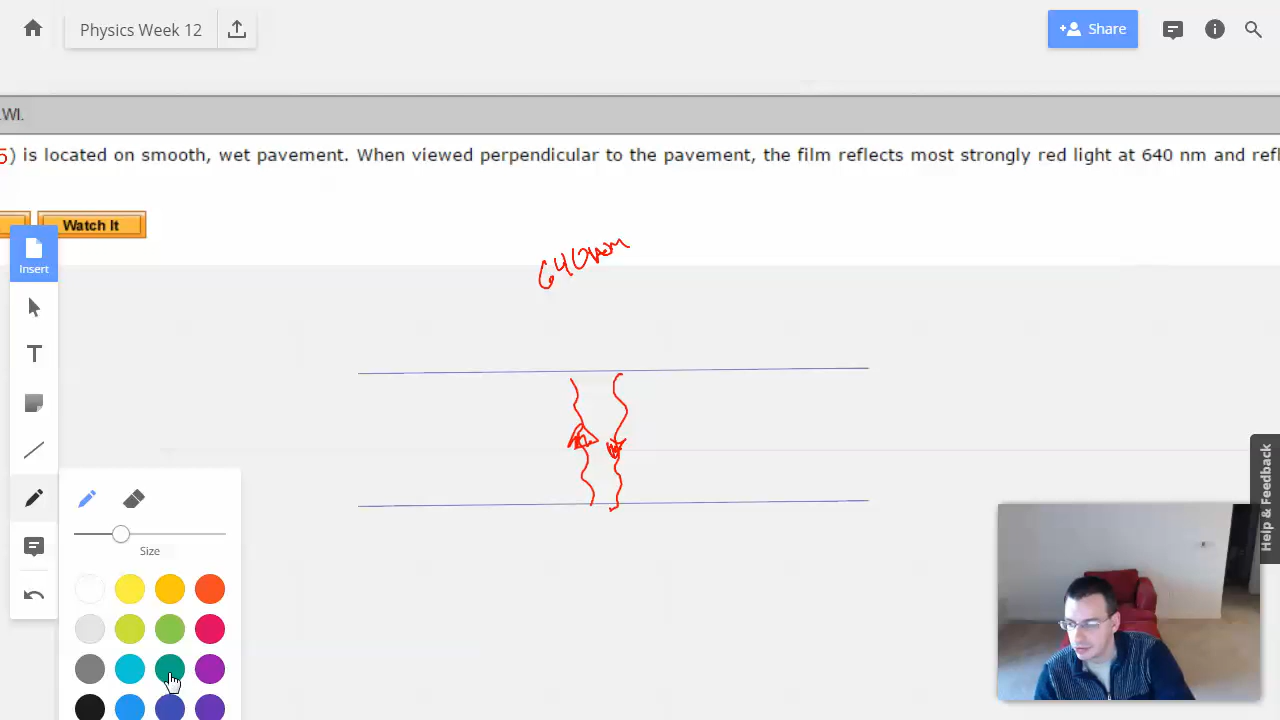 Physics Week 12
Share
.WI.
5) is located on smooth, wet pavement. When viewed perpendicular to the pavement, the film reflects most strongly red light at 640 nm and refl
Watch It
Insert
640nm
T
Size
Help & Feedback